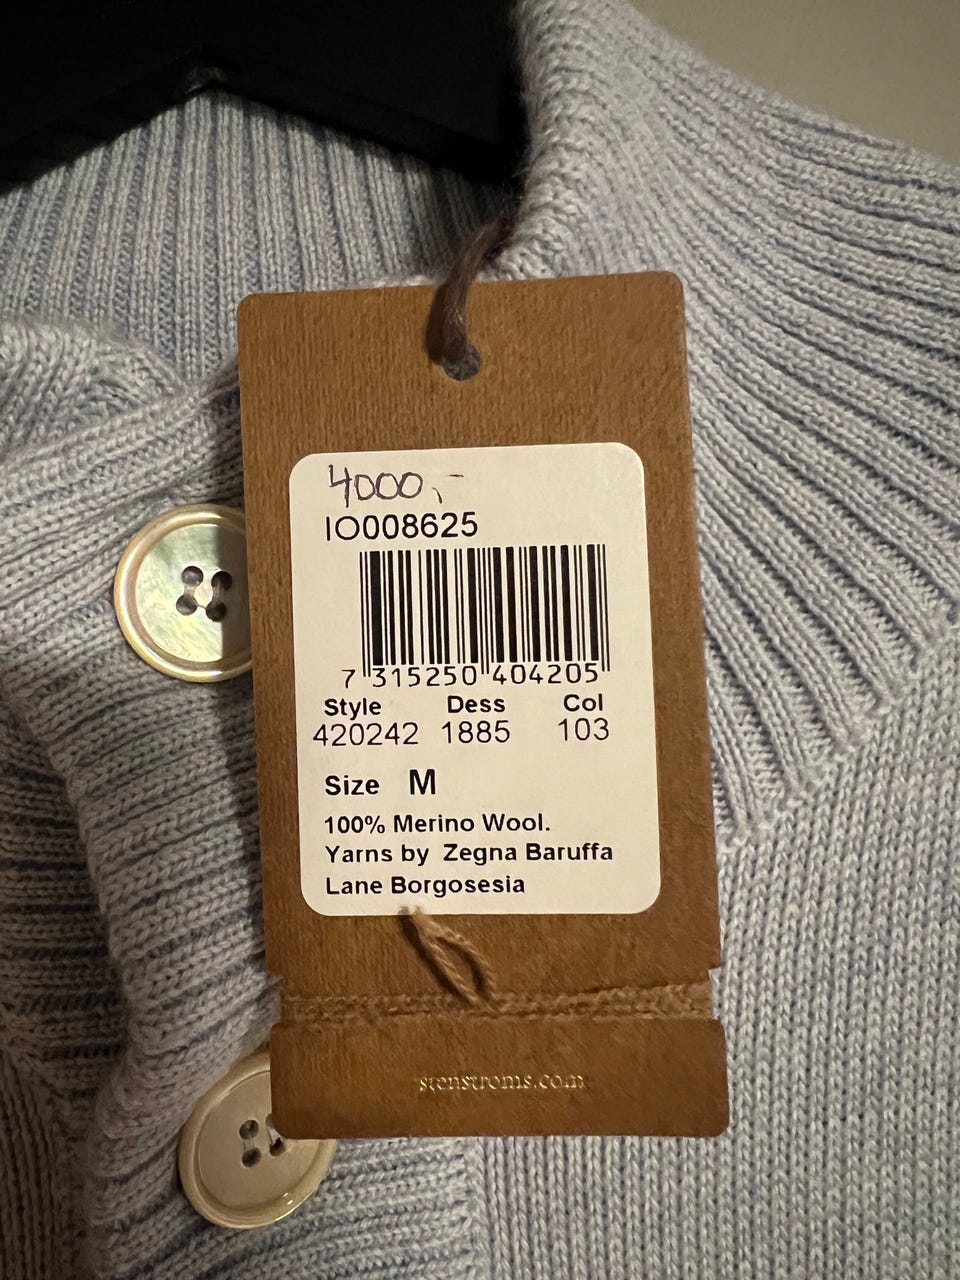 4000,-
IO008625
7 315250 404205
Style Dess Col
420242 1885 103
Size M
100% Merino Wool.
Yarns by Zegna Baruffa
Lane Borgosesia
stenstroms.com